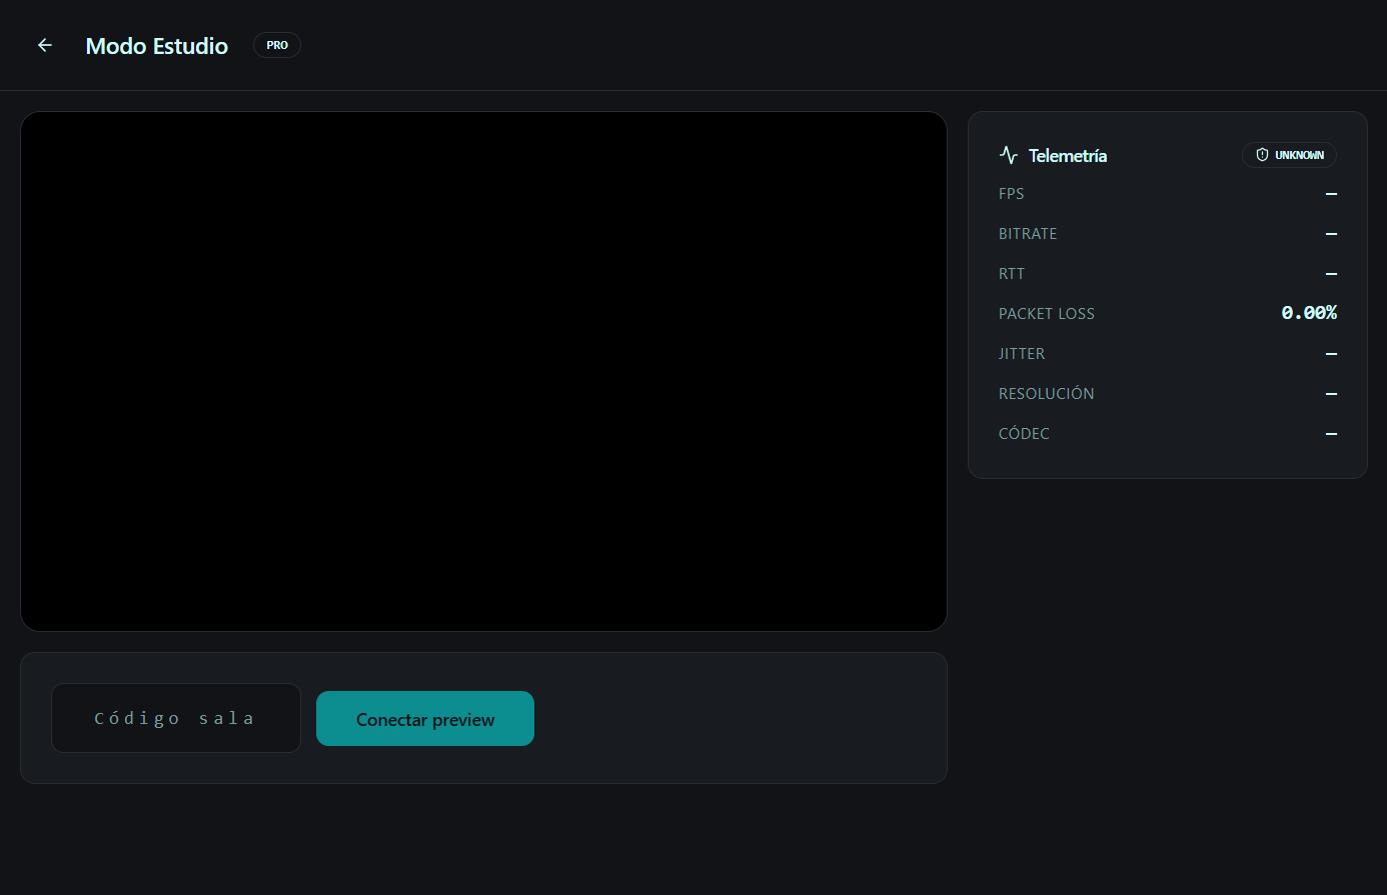 Modo Estudio PRO
Telemetría UNKNOWN
FPS —
BITRATE —
RTT —
PACKET LOSS 0.00%
JITTER —
RESOLUCIÓN —
CÓDEC —
Código sala
Conectar preview